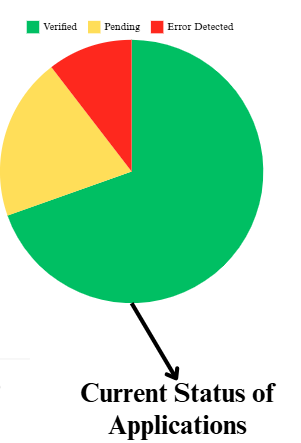 Verified Pending Error Detected
Current Status of
Applications